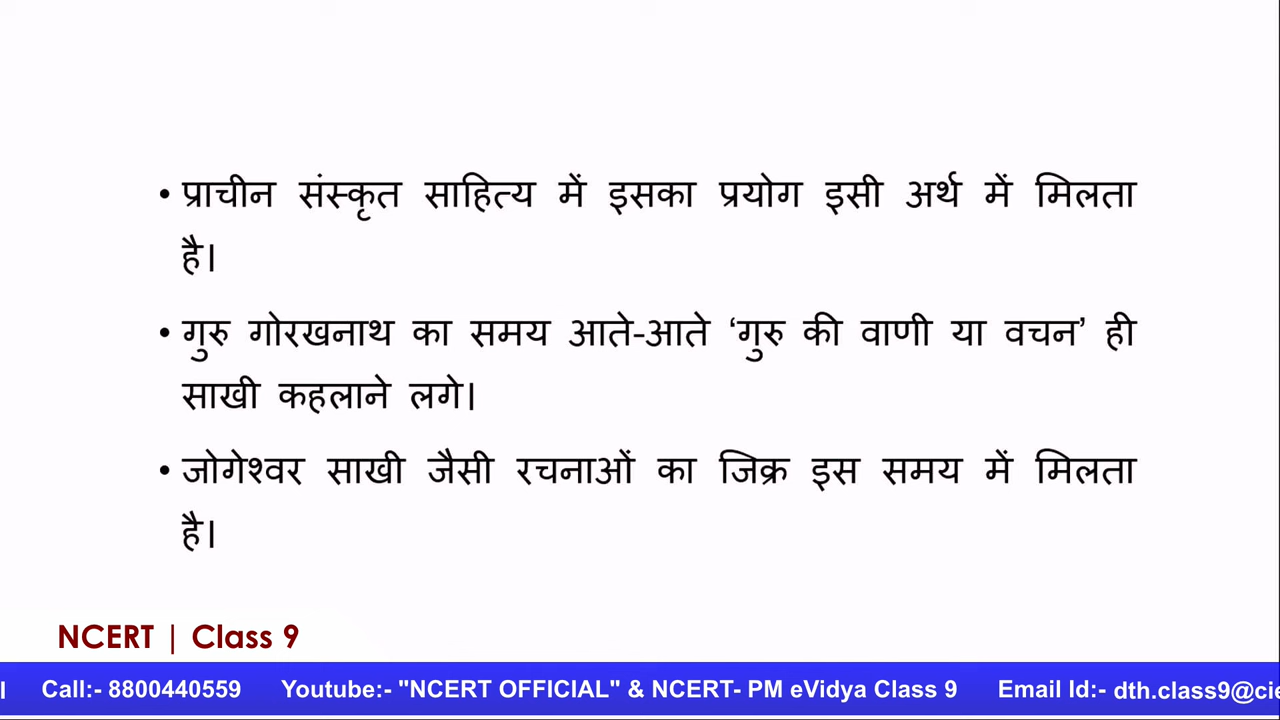 • प्राचीन संस्कृत साहित्य में इसका प्रयोग इसी अर्थ में मिलता
है।
• गुरु गोरखनाथ का समय आते-आते ‘गुरु की वाणी या वचन’ ही
साखी कहलाने लगे।
• जोगेश्वर साखी जैसी रचनाओं का जिक्र इस समय में मिलता
है।
NCERT | Class 9
Call:- 8800440559 Youtube:- "NCERT OFFICIAL" & NCERT- PM eVidya Class 9 Email Id:- dth.class9@cie